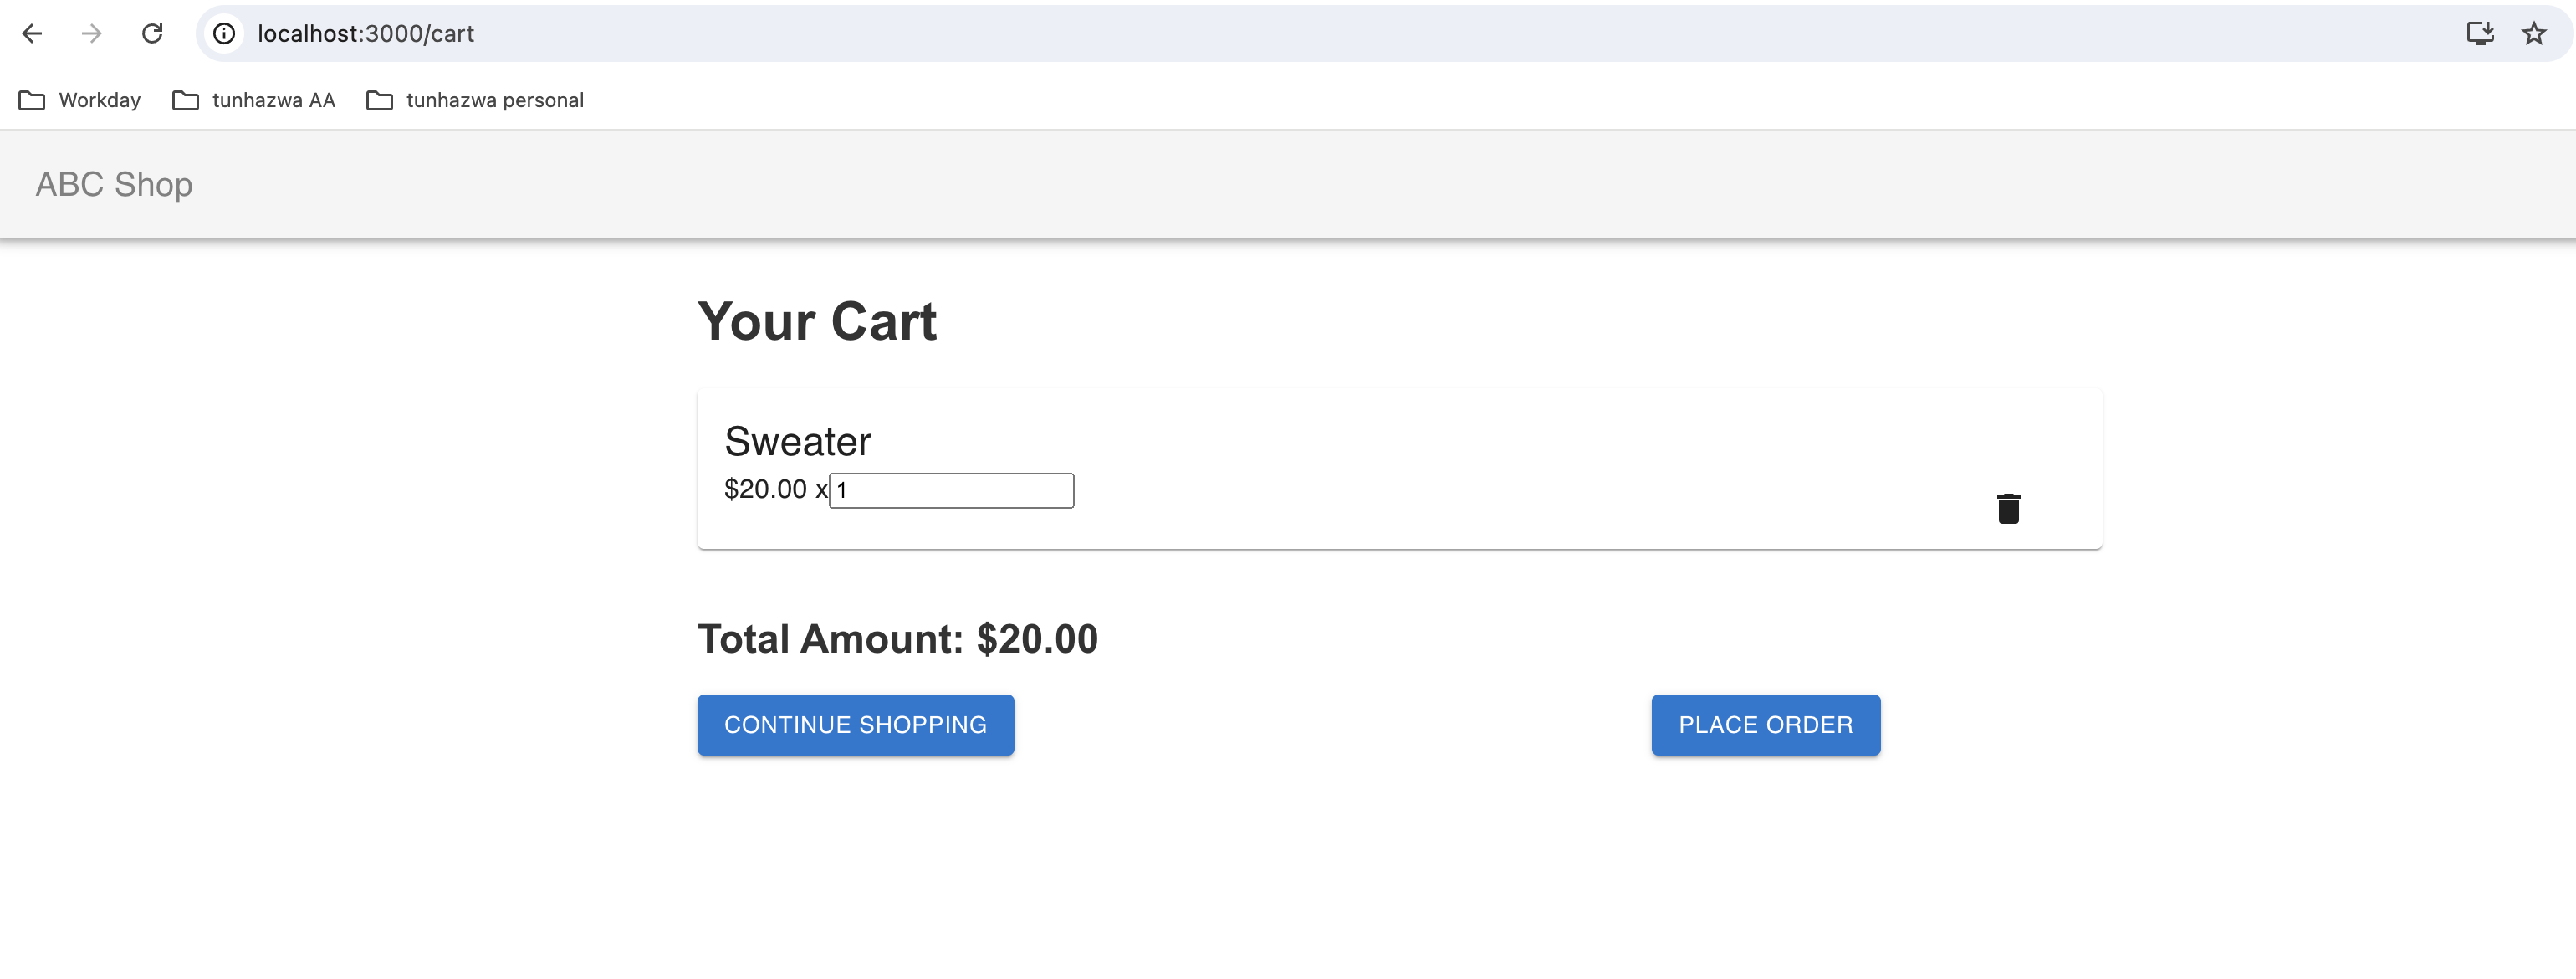 localhost:3000/cart
Workday tunhazwa AA tunhazwa personal
ABC Shop
Your Cart
Sweater
$20.00 x 1
Total Amount: $20.00
CONTINUE SHOPPING PLACE ORDER